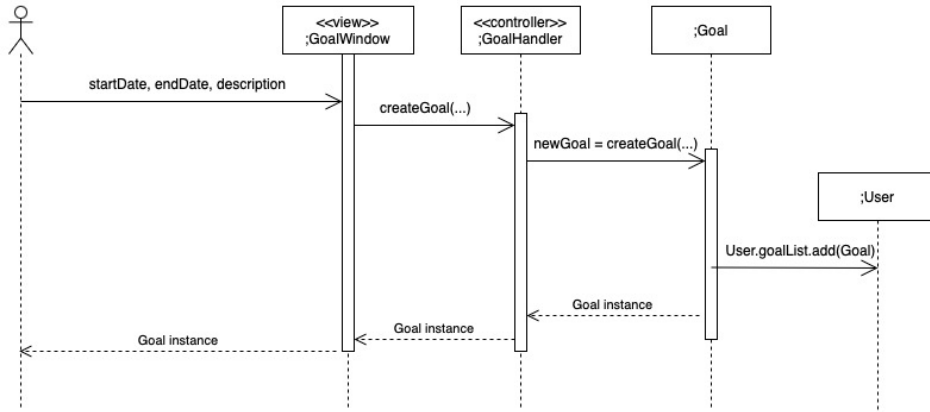 <<view>>
;GoalWindow
<<controller>>
;GoalHandler
;Goal
startDate, endDate, description
createGoal(...)
newGoal = createGoal(...)
;User
User.goalList.add(Goal)
Goal instance
Goal instance
Goal instance